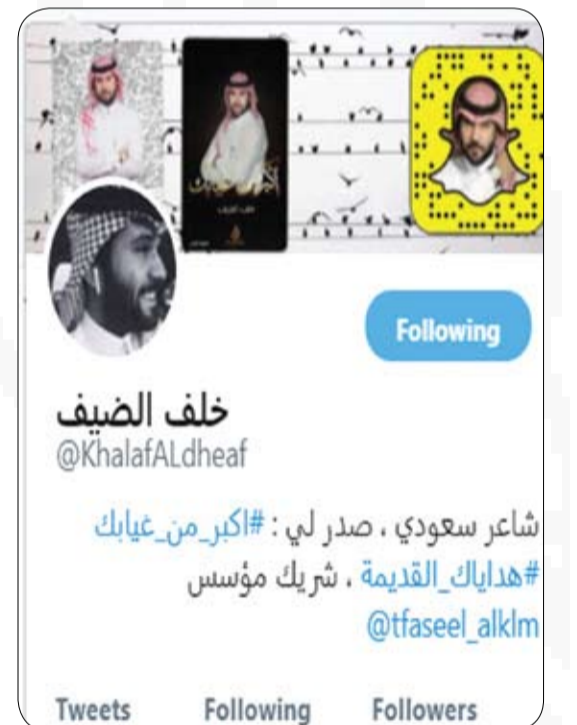 Following
خلف الضيف
@KhalafALdheaf
شاعر سعودي ، صدر لي : #اكبر_من_غيابك
#هداياك_القديمة ، شريك مؤسس
@tfaseel_alklm
Tweets Following Followers